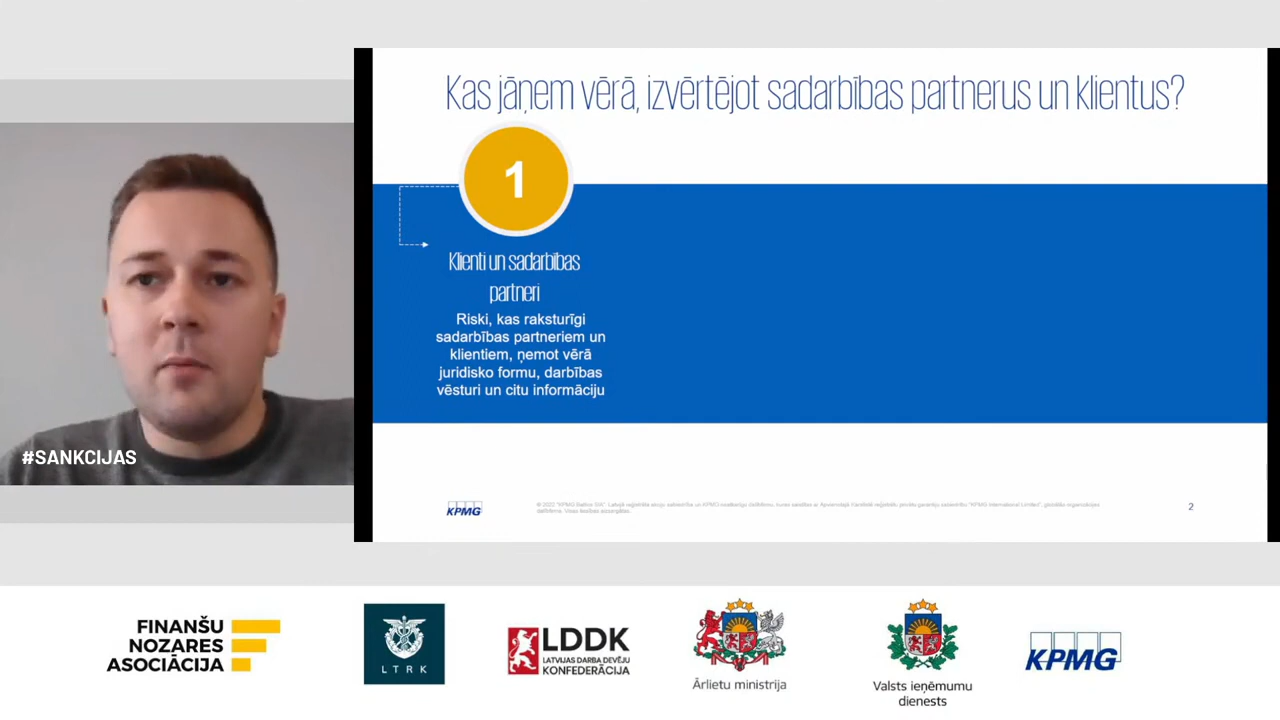 Kas jāņem vērā, izvērtējot sadarbības partnerus un klientus?
1
Klienti un sadarbības
partneri
Riski, kas raksturīgi
sadarbības partneriem un
klientiem, ņemot vērā
juridisko formu, darbības
vēsturi un citu informāciju
#SANKCIJAS
KPMG
2
FINANŠU
NOZARES
ASOCIĀCIJA
LTRK
LDDK
LATVIJAS DARBA DEVĒJU
KONFEDERĀCIJA
Ārlietu ministrija
Valsts ieņēmumu
dienests
KPMG